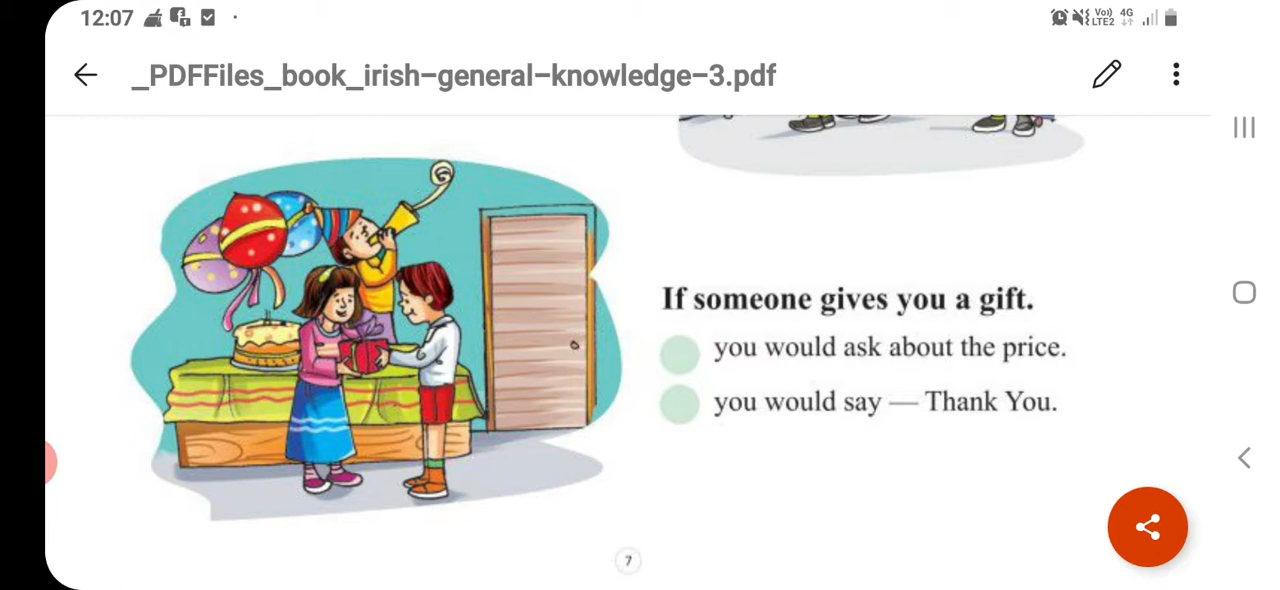 12:07
Vo)) 4G
LTE2
_PDFFiles_book_irish-general-knowledge-3.pdf
If someone gives you a gift.
you would ask about the price.
you would say — Thank You.
7